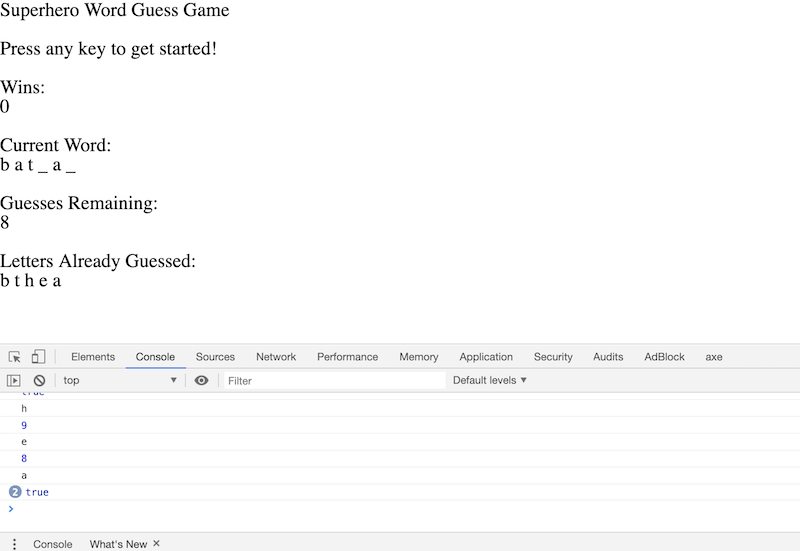 Superhero Word Guess Game
Press any key to get started!
Wins:
0
Current Word:
b a t _ a _
Guesses Remaining:
8
Letters Already Guessed:
b t h e a
Elements Console Sources Network Performance Memory Application Security Audits AdBlock axe
top ▼ Filter Default levels ▼
true
h
9
e
8
a
2 true
>
Console What's New ×